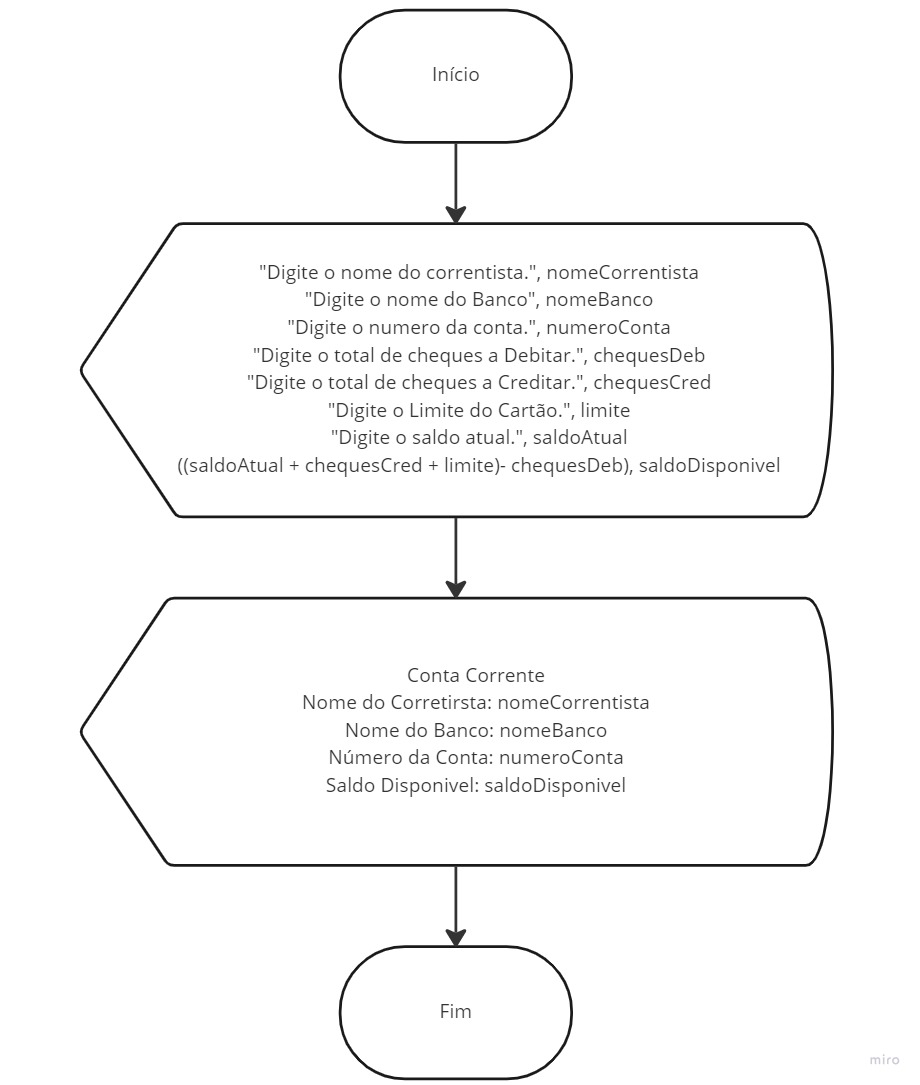 Início
"Digite o nome do correntista.", nomeCorrentista
"Digite o nome do Banco", nomeBanco
"Digite o numero da conta.", numeroConta
"Digite o total de cheques a Debitar.", chequesDeb
"Digite o total de cheques a Creditar.", chequesCred
"Digite o Limite do Cartão.", limite
"Digite o saldo atual.", saldoAtual
((saldoAtual + chequesCred + limite)- chequesDeb), saldoDisponivel
Conta Corrente
Nome do Corretirsta: nomeCorrentista
Nome do Banco: nomeBanco
Número da Conta: numeroConta
Saldo Disponivel: saldoDisponivel
Fim
miro